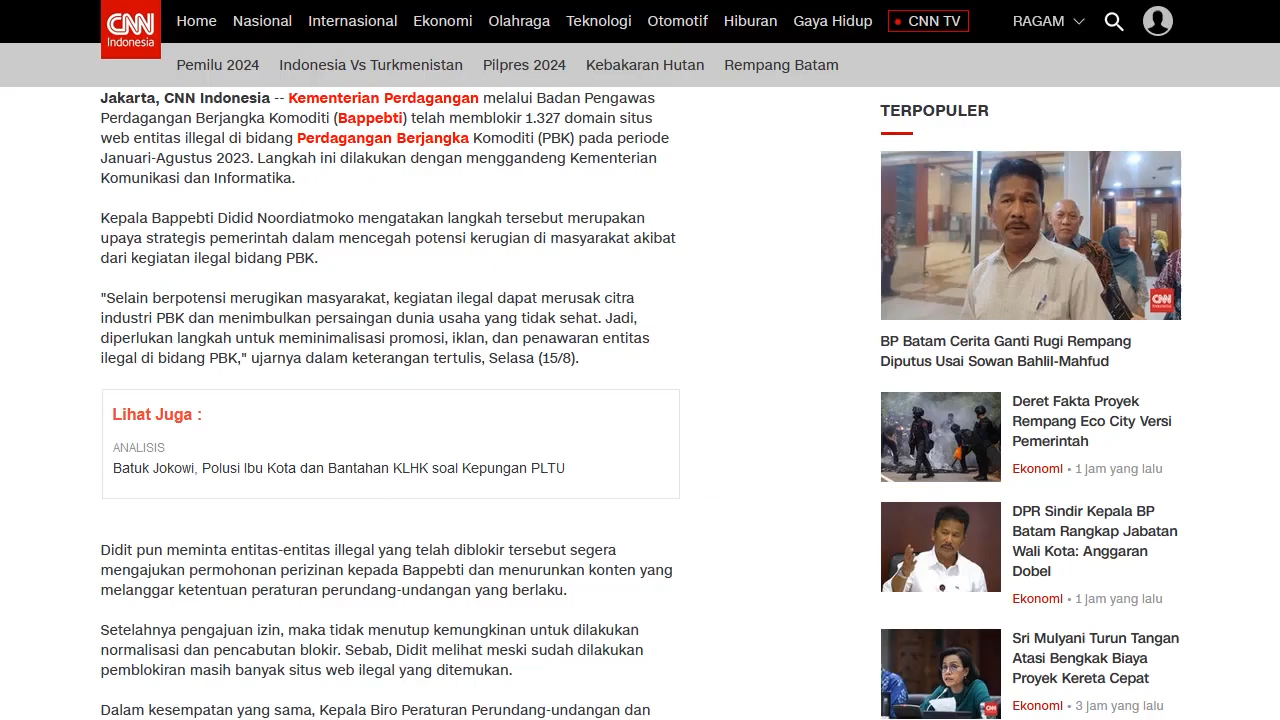 CNN
Indonesia
Home Nasional Internasional Ekonomi Olahraga Teknologi Otomotif Hiburan Gaya Hidup CNN TV RAGAM
Pemilu 2024 Indonesia Vs Turkmenistan Pilpres 2024 Kebakaran Hutan Rempang Batam
Jakarta, CNN Indonesia -- Kementerian Perdagangan melalui Badan Pengawas
Perdagangan Berjangka Komoditi (Bappebti) telah memblokir 1.327 domain situs
web entitas illegal di bidang Perdagangan Berjangka Komoditi (PBK) pada periode
Januari-Agustus 2023. Langkah ini dilakukan dengan menggandeng Kementerian
Komunikasi dan Informatika.
Kepala Bappebti Didid Noordiatmoko mengatakan langkah tersebut merupakan
upaya strategis pemerintah dalam mencegah potensi kerugian di masyarakat akibat
dari kegiatan ilegal bidang PBK.
"Selain berpotensi merugikan masyarakat, kegiatan ilegal dapat merusak citra
industri PBK dan menimbulkan persaingan dunia usaha yang tidak sehat. Jadi,
diperlukan langkah untuk meminimalisasi promosi, iklan, dan penawaran entitas
ilegal di bidang PBK," ujarnya dalam keterangan tertulis, Selasa (15/8).
Lihat Juga :
ANALISIS
Batuk Jokowi, Polusi Ibu Kota dan Bantahan KLHK soal Kepungan PLTU
Didit pun meminta entitas-entitas illegal yang telah diblokir tersebut segera
mengajukan permohonan perizinan kepada Bappebti dan menurunkan konten yang
melanggar ketentuan peraturan perundang-undangan yang berlaku.
Setelahnya pengajuan izin, maka tidak menutup kemungkinan untuk dilakukan
normalisasi dan pencabutan blokir. Sebab, Didit melihat meski sudah dilakukan
pemblokiran masih banyak situs web ilegal yang ditemukan.
Dalam kesempatan yang sama, Kepala Biro Peraturan Perundang-undangan dan
TERPOPULER
CNN
BP Batam Cerita Ganti Rugi Rempang
Diputus Usai Sowan Bahlil-Mahfud
Deret Fakta Proyek
Rempang Eco City Versi
Pemerintah
Ekonomi • 1 jam yang lalu
DPR Sindir Kepala BP
Batam Rangkap Jabatan
Wali Kota: Anggaran
Dobel
Ekonomi • 1 jam yang lalu
Sri Mulyani Turun Tangan
Atasi Bengkak Biaya
Proyek Kereta Cepat
CNN
Ekonomi • 3 jam yang lalu